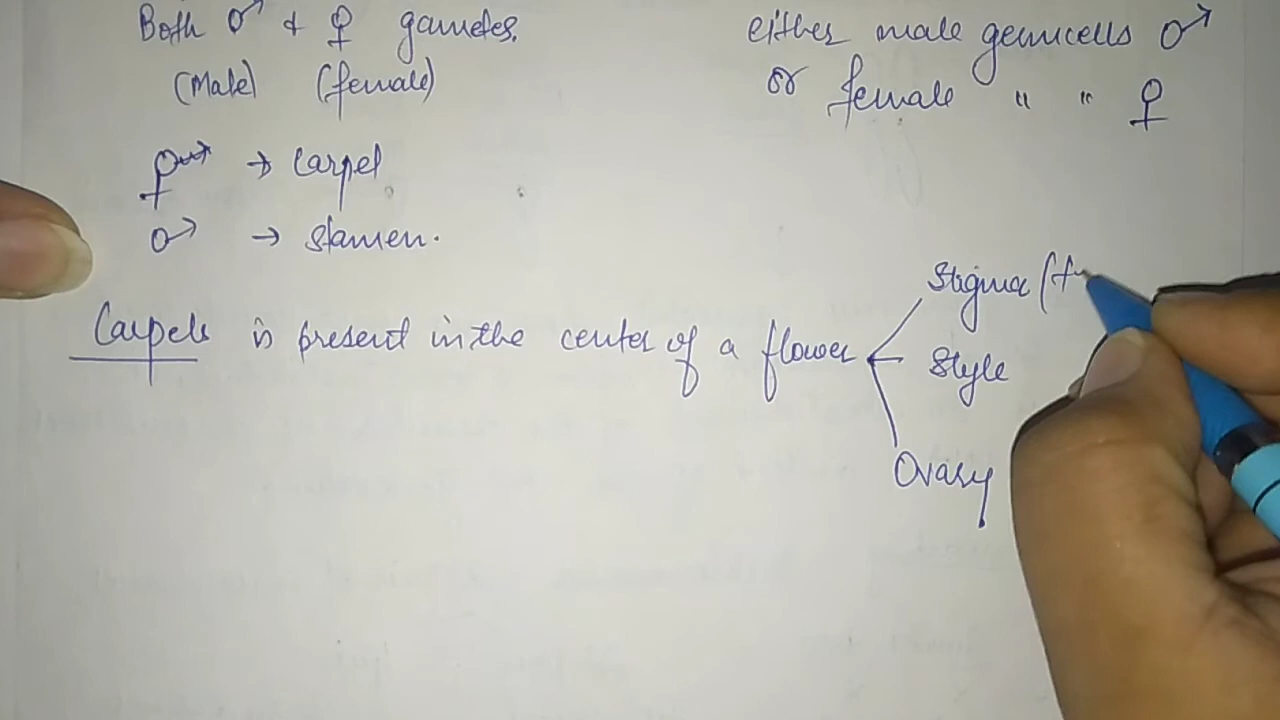 Both ♂ & ♀ gametes.
(Male) (female)
either male germcells ♂
or female " " ♀
♀ → Carpel
♂ → stamen.
Carpels is present in the center of a flower
Stigma (
Style
Ovary